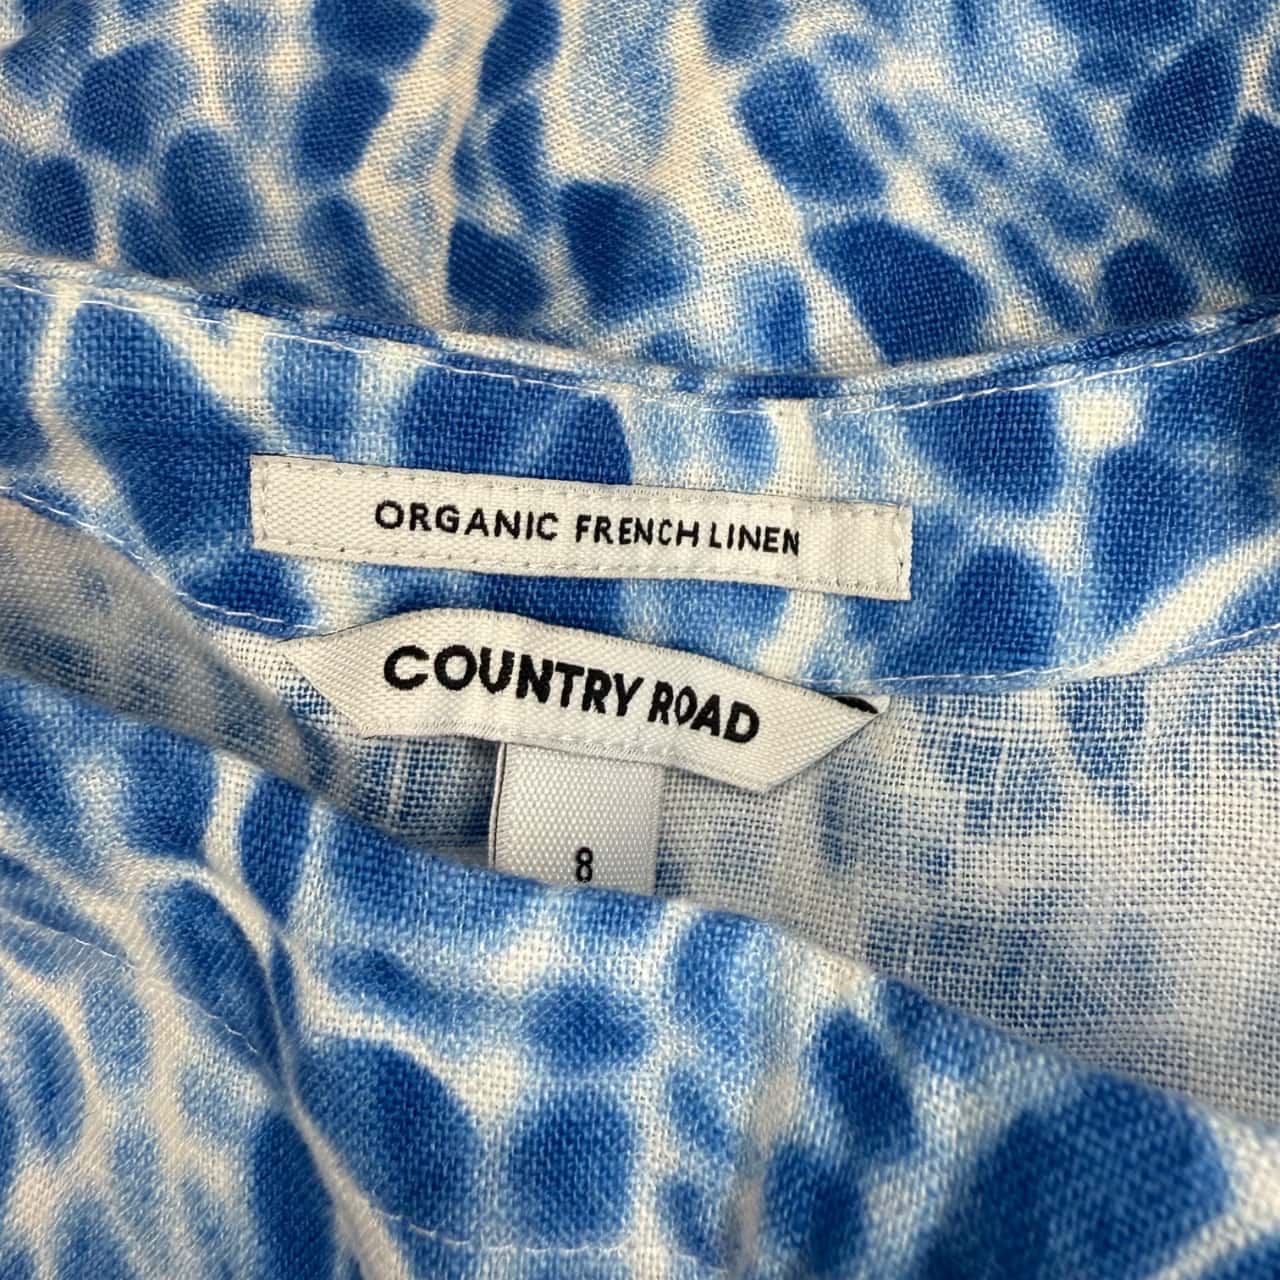 ORGANIC FRENCH LINEN
COUNTRY ROAD
8